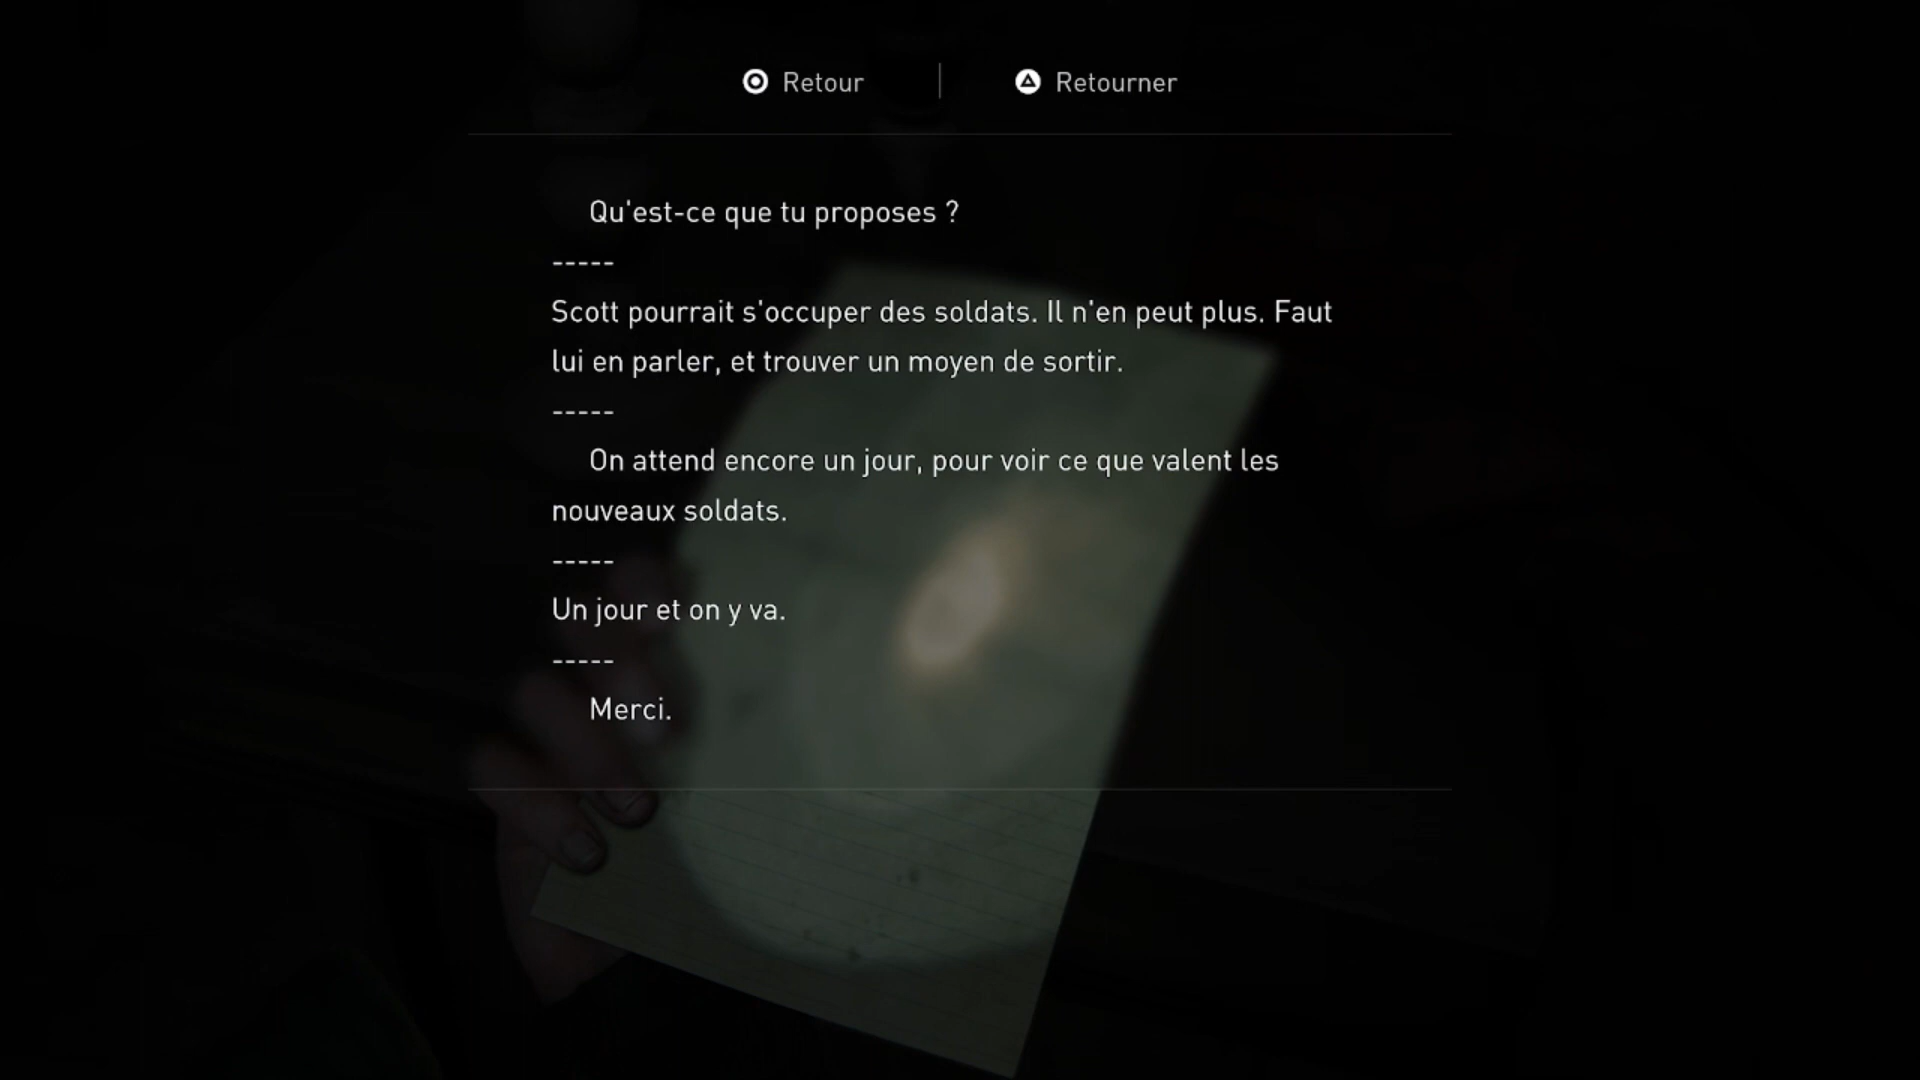 Retour
Retourner
Qu'est-ce que tu proposes ?
-----
Scott pourrait s'occuper des soldats. Il n'en peut plus. Faut
lui en parler, et trouver un moyen de sortir.
-----
On attend encore un jour, pour voir ce que valent les
nouveaux soldats.
-----
Un jour et on y va.
-----
Merci.